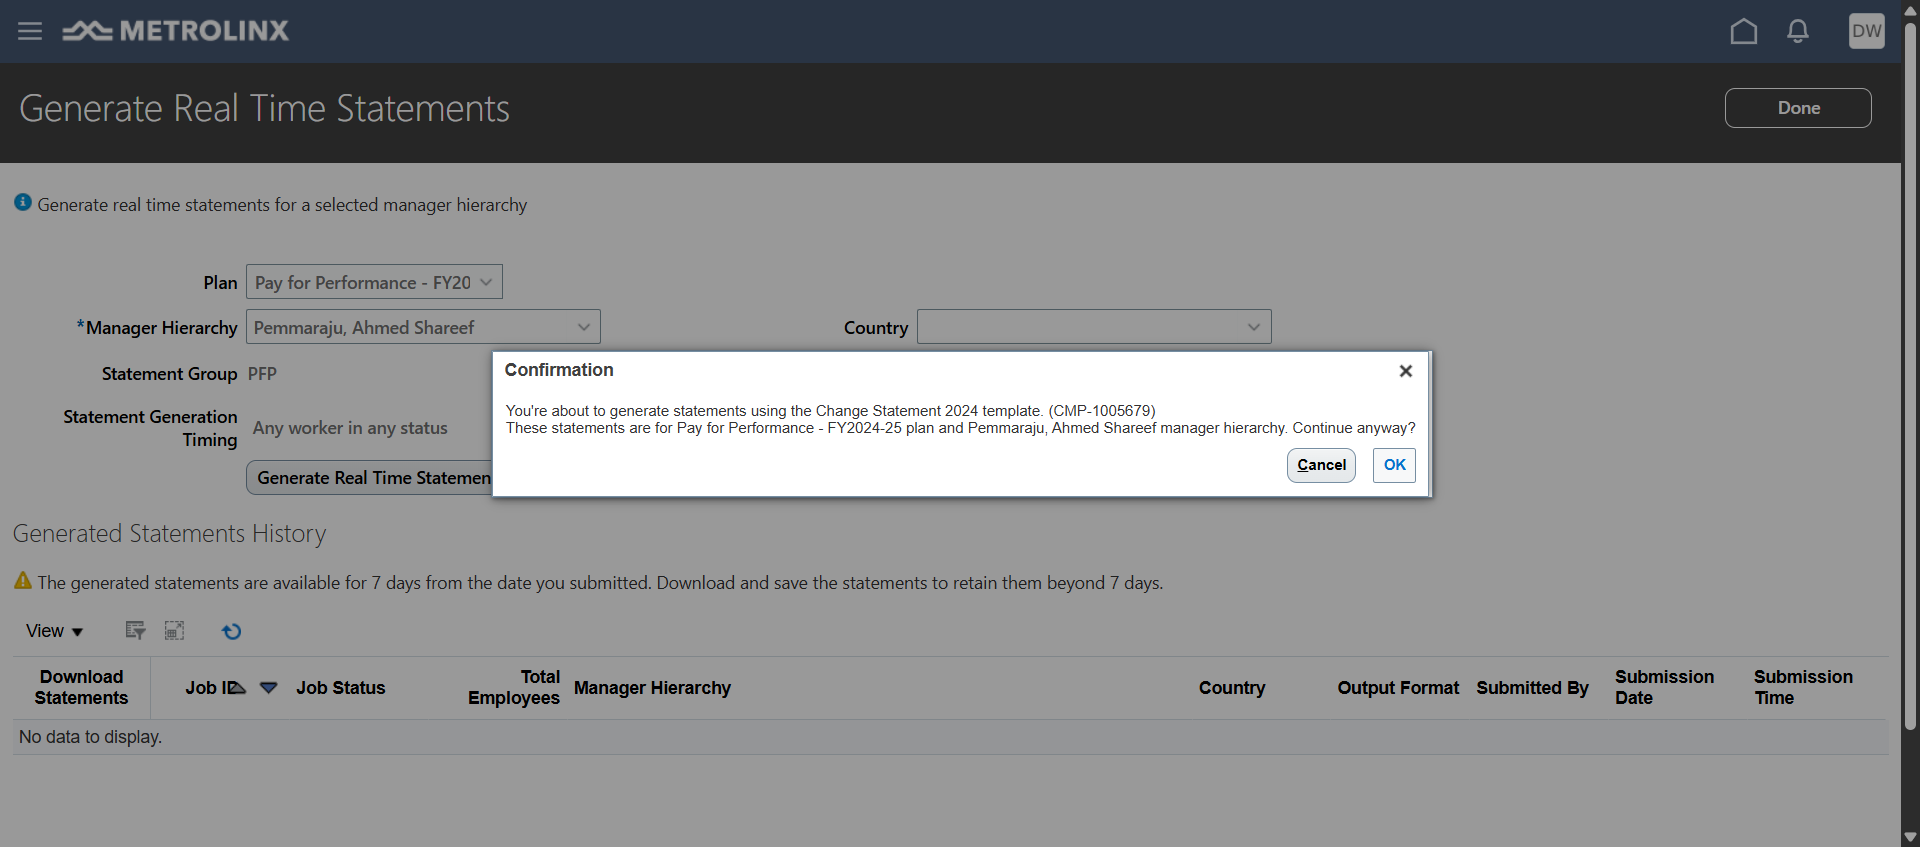 METROLINX
DW
Generate Real Time Statements
Done
Generate real time statements for a selected manager hierarchy
Plan
Pay for Performance - FY20
*Manager Hierarchy
Pemmaraju, Ahmed Shareef
Country
Statement Group
PFP
Statement Generation
Timing
Any worker in any status
Generate Real Time Statemen
Confirmation
You're about to generate statements using the Change Statement 2024 template. (CMP-1005679)
These statements are for Pay for Performance - FY2024-25 plan and Pemmaraju, Ahmed Shareef manager hierarchy. Continue anyway?
Cancel
OK
Generated Statements History
The generated statements are available for 7 days from the date you submitted. Download and save the statements to retain them beyond 7 days.
View
Download
Statements
Job ID
Job Status
Total
Employees
Manager Hierarchy
Country
Output Format
Submitted By
Submission
Date
Submission
Time
No data to display.